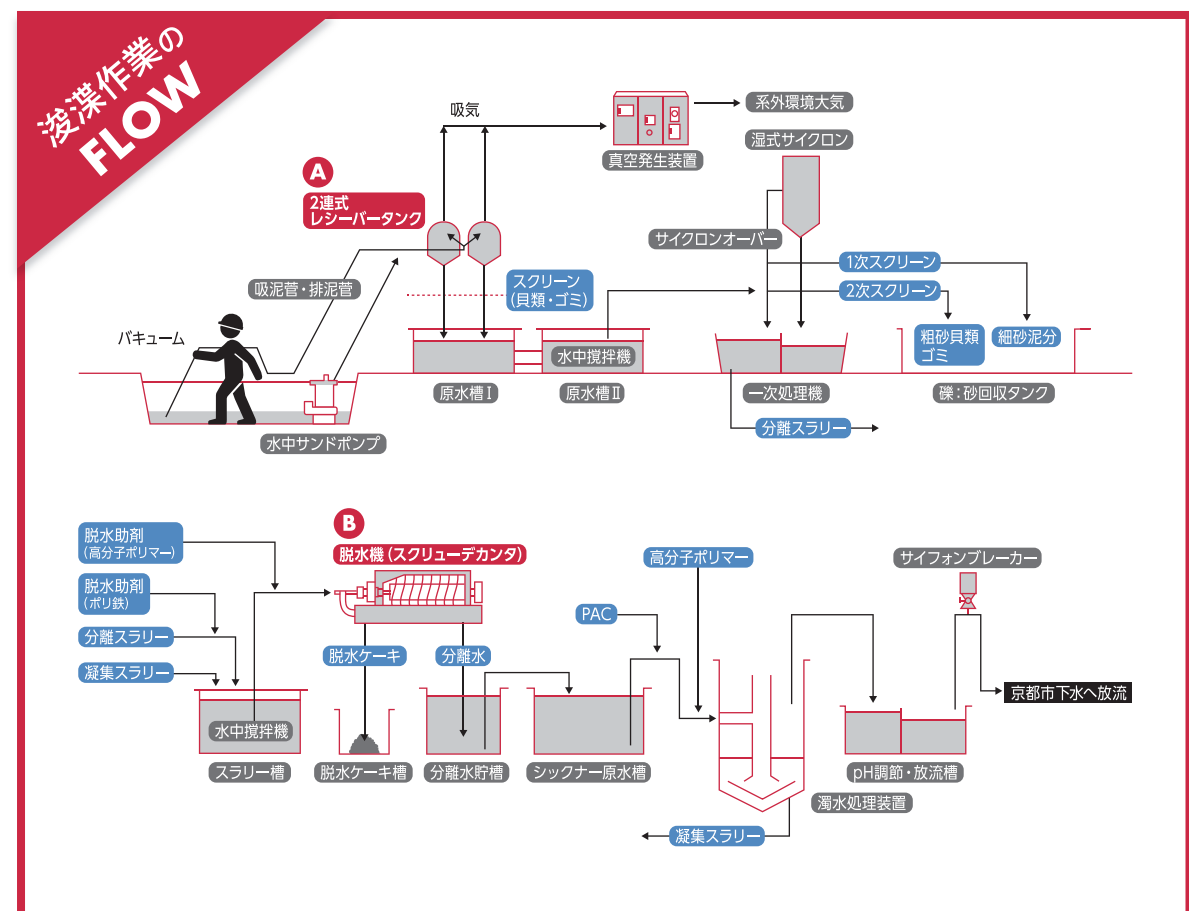 浚渫作業の
FLOW
吸気
系外環境大気
湿式サイクロン
真空発生装置
A
2連式
レシーバータンク
サイクロンオーバー
1次スクリーン
スクリーン
(貝類・ゴミ)
2次スクリーン
吸泥菅・排泥菅
バキューム
粗砂貝類
ゴミ
細砂泥分
水中撹拌機
原水槽Ⅰ
原水槽Ⅱ
一次処理機
礫：砂回収タンク
分離スラリー
水中サンドポンプ
B
脱水機（スクリューデカンタ）
脱水助剤
(高分子ポリマー)
脱水助剤
(ポリ鉄)
分離スラリー
凝集スラリー
高分子ポリマー
サイフォンブレーカー
PAC
脱水ケーキ
分離水
京都市下水へ放流
水中撹拌機
スラリー槽
脱水ケーキ槽
分離水貯槽
シックナー原水槽
pH調節・放流槽
濁水処理装置
凝集スラリー